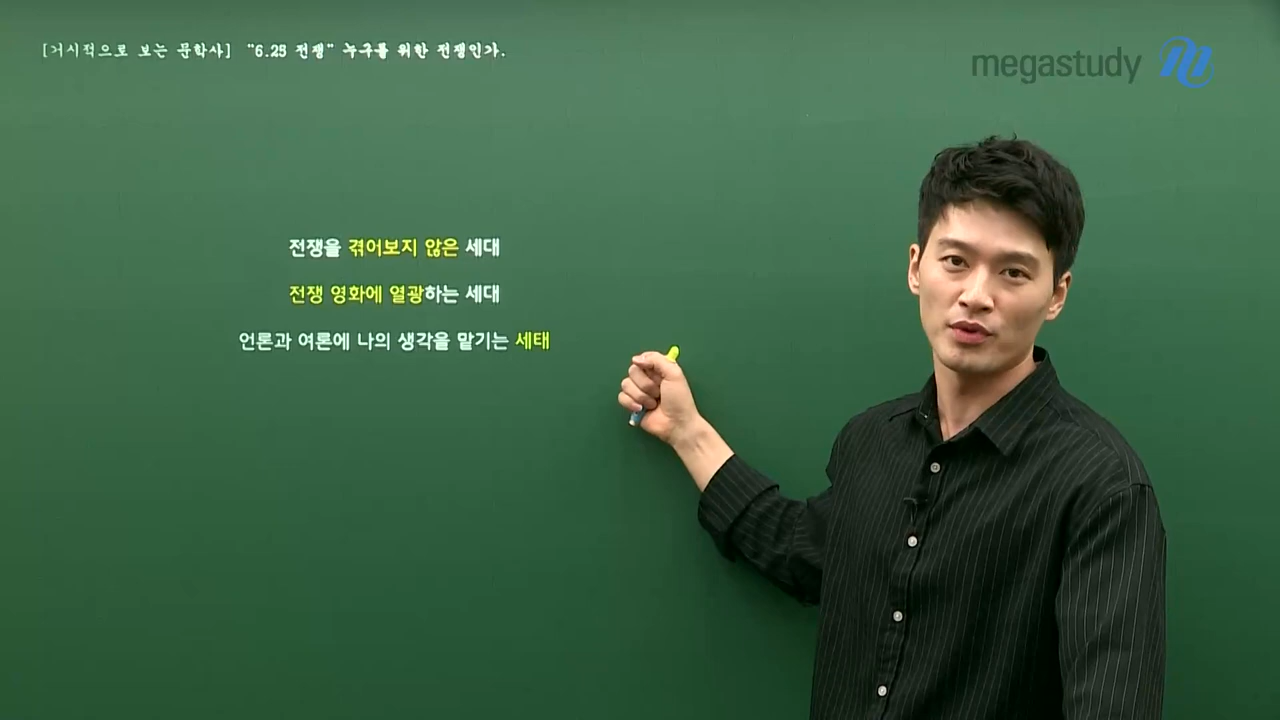 [거시적으로 보는 문학사] "6.25 전쟁" 누구를 위한 전쟁인가.
megastudy
전쟁을 겪어보지 않은 세대
전쟁 영화에 열광하는 세대
언론과 여론에 나의 생각을 맡기는 세태